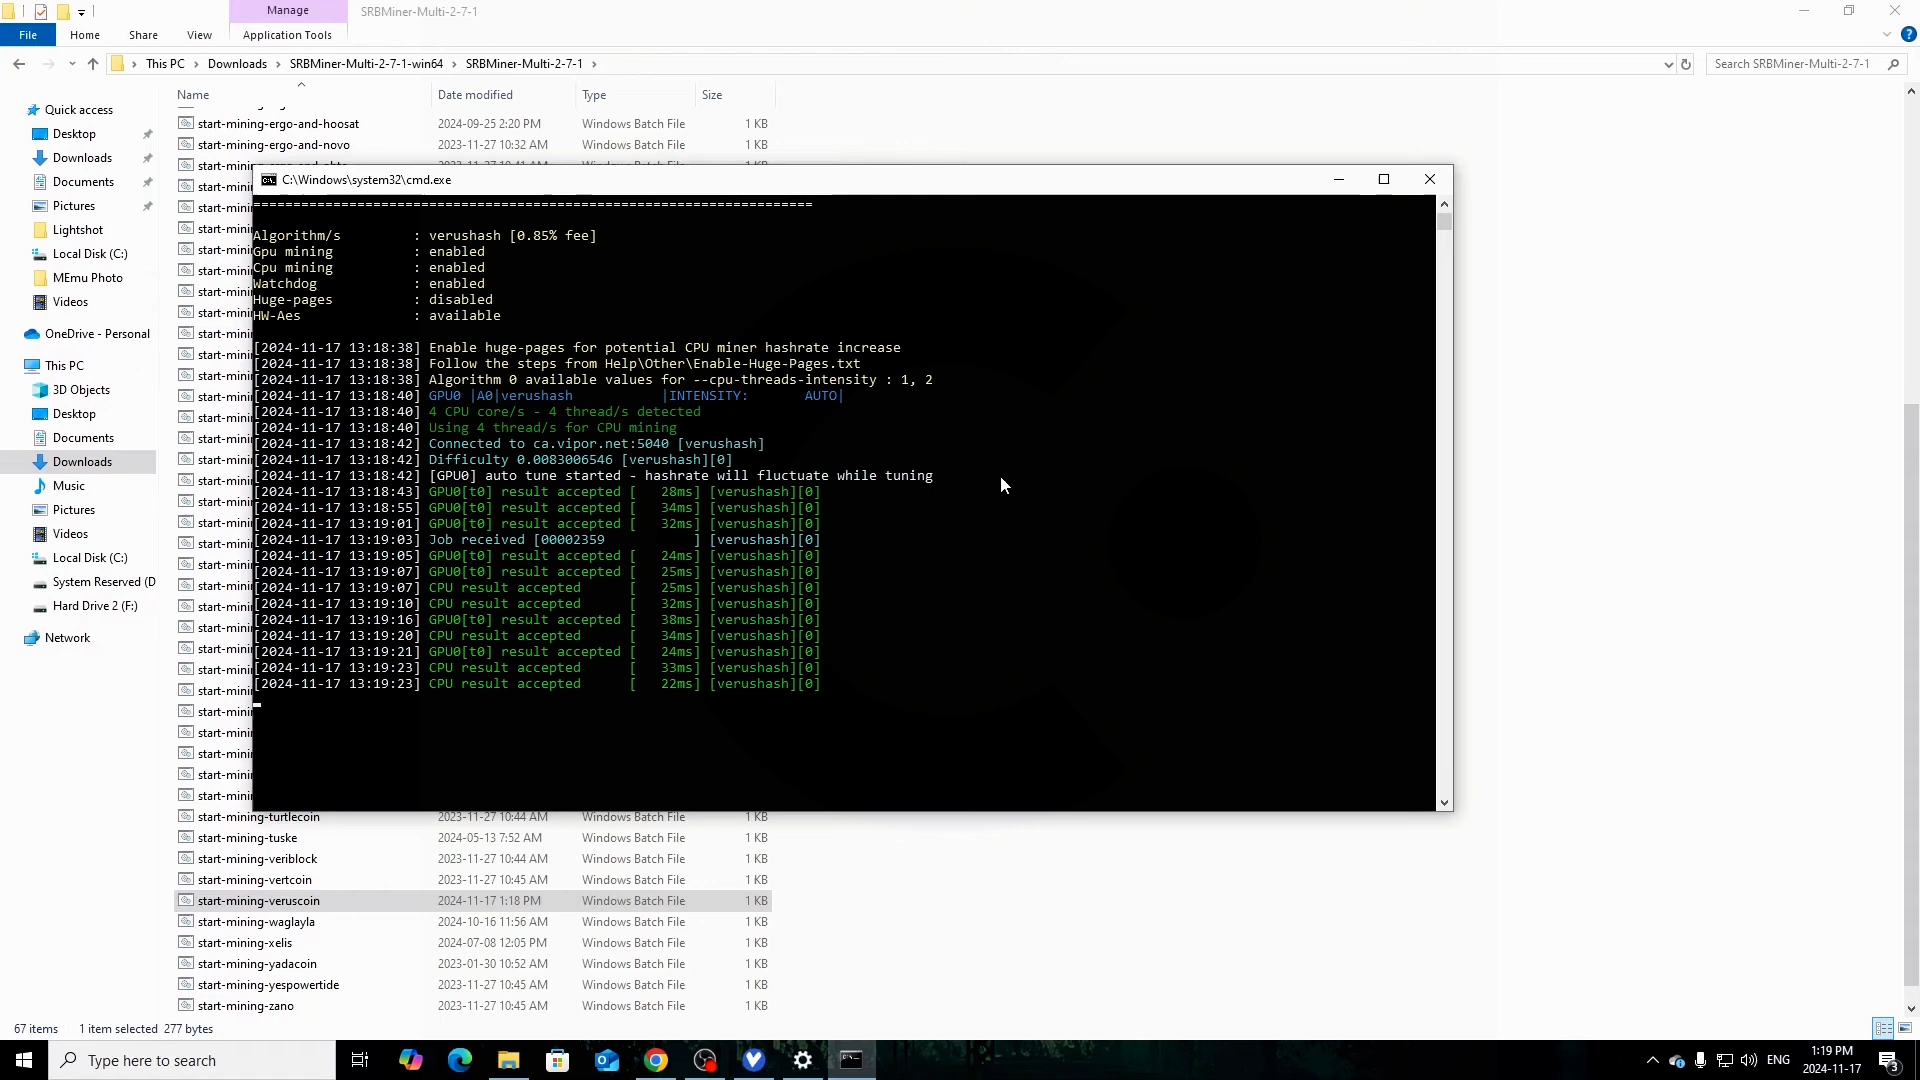 Manage
SRBMiner-Multi-2-7-1
File
Home
Share
View
Application Tools
This PC
Downloads
SRBMiner-Multi-2-7-1-win64
SRBMiner-Multi-2-7-1
Search SRBMiner-Multi-2-7-1
Name
Date modified
Type
Size
Quick access
Desktop
Downloads
Documents
Pictures
Lightshot
Local Disk (C:)
MEmu Photo
Videos
OneDrive - Personal
This PC
3D Objects
Desktop
Documents
Downloads
Music
Pictures
Videos
Local Disk (C:)
System Reserved (D
Hard Drive 2 (F:)
Network
start-mining-ergo-and-hoosat 2024-09-25 2:20 PM Windows Batch File 1 KB
start-mining-ergo-and-novo 2023-11-27 10:32 AM Windows Batch File 1 KB
C:\Windows\system32\cmd.exe
======================================================================
Algorithm/s : verushash [0.85% fee]
Gpu mining : enabled
Cpu mining : enabled
Watchdog : enabled
Huge-pages : disabled
HW-Aes : available
[2024-11-17 13:18:38] Enable huge-pages for potential CPU miner hashrate increase
[2024-11-17 13:18:38] Follow the steps from Help\Other\Enable-Huge-Pages.txt
[2024-11-17 13:18:38] Algorithm 0 available values for --cpu-threads-intensity : 1, 2
[2024-11-17 13:18:40] GPU0 |A0|verushash |INTENSITY: AUTO|
[2024-11-17 13:18:40] 4 CPU core/s - 4 thread/s detected
[2024-11-17 13:18:40] Using 4 thread/s for CPU mining
[2024-11-17 13:18:42] Connected to ca.vipor.net:5040 [verushash]
[2024-11-17 13:18:42] Difficulty 0.0083006546 [verushash][0]
[2024-11-17 13:18:42] [GPU0] auto tune started - hashrate will fluctuate while tuning
[2024-11-17 13:18:43] GPU0[t0] result accepted [ 28ms] [verushash][0]
[2024-11-17 13:18:55] GPU0[t0] result accepted [ 34ms] [verushash][0]
[2024-11-17 13:19:01] GPU0[t0] result accepted [ 32ms] [verushash][0]
[2024-11-17 13:19:03] Job received [00002359 ] [verushash][0]
[2024-11-17 13:19:05] GPU0[t0] result accepted [ 24ms] [verushash][0]
[2024-11-17 13:19:07] GPU0[t0] result accepted [ 25ms] [verushash][0]
[2024-11-17 13:19:07] CPU result accepted [ 25ms] [verushash][0]
[2024-11-17 13:19:10] CPU result accepted [ 32ms] [verushash][0]
[2024-11-17 13:19:16] GPU0[t0] result accepted [ 38ms] [verushash][0]
[2024-11-17 13:19:20] CPU result accepted [ 34ms] [verushash][0]
[2024-11-17 13:19:21] GPU0[t0] result accepted [ 24ms] [verushash][0]
[2024-11-17 13:19:23] CPU result accepted [ 33ms] [verushash][0]
[2024-11-17 13:19:23] CPU result accepted [ 22ms] [verushash][0]
start-mining-turtlecoin 2023-11-27 10:44 AM Windows Batch File 1 KB
start-mining-tuske 2024-05-13 7:52 AM Windows Batch File 1 KB
start-mining-veriblock 2023-11-27 10:44 AM Windows Batch File 1 KB
start-mining-vertcoin 2023-11-27 10:45 AM Windows Batch File 1 KB
start-mining-veruscoin 2024-11-17 1:18 PM Windows Batch File 1 KB
start-mining-waglayla 2024-10-16 11:56 AM Windows Batch File 1 KB
start-mining-xelis 2024-07-08 12:05 PM Windows Batch File 1 KB
start-mining-yadacoin 2023-01-30 10:52 AM Windows Batch File 1 KB
start-mining-yespowertide 2023-11-27 10:45 AM Windows Batch File 1 KB
start-mining-zano 2023-11-27 10:45 AM Windows Batch File 1 KB
67 items
1 item selected 277 bytes
Type here to search
ENG
1:19 PM
2024-11-17
3